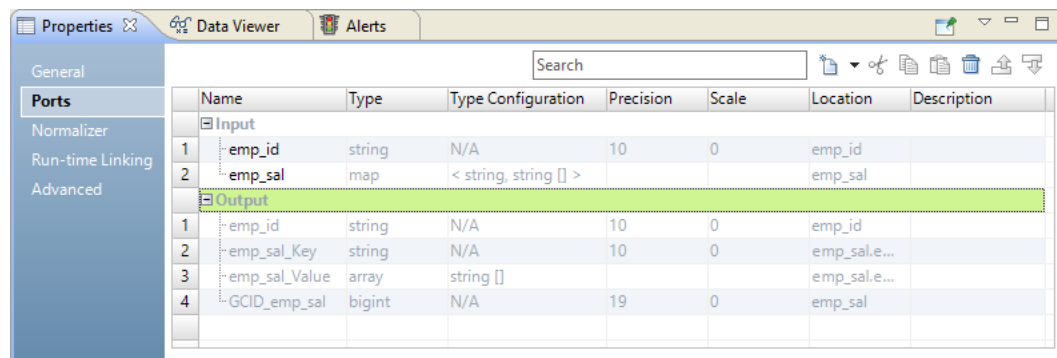 Properties Data Viewer Alerts
Search
General
Ports
Normalizer
Run-time Linking
Advanced
Name Type Type Configuration Precision Scale Location Description
Input
1 emp_id string N/A 10 0 emp_id
2 emp_sal map < string, string [] > emp_sal
Output
1 emp_id string N/A 10 0 emp_id
2 emp_sal_Key string N/A 10 0 emp_sal.e...
3 emp_sal_Value array string [] emp_sal.e...
4 GCID_emp_sal bigint N/A 19 0 emp_sal